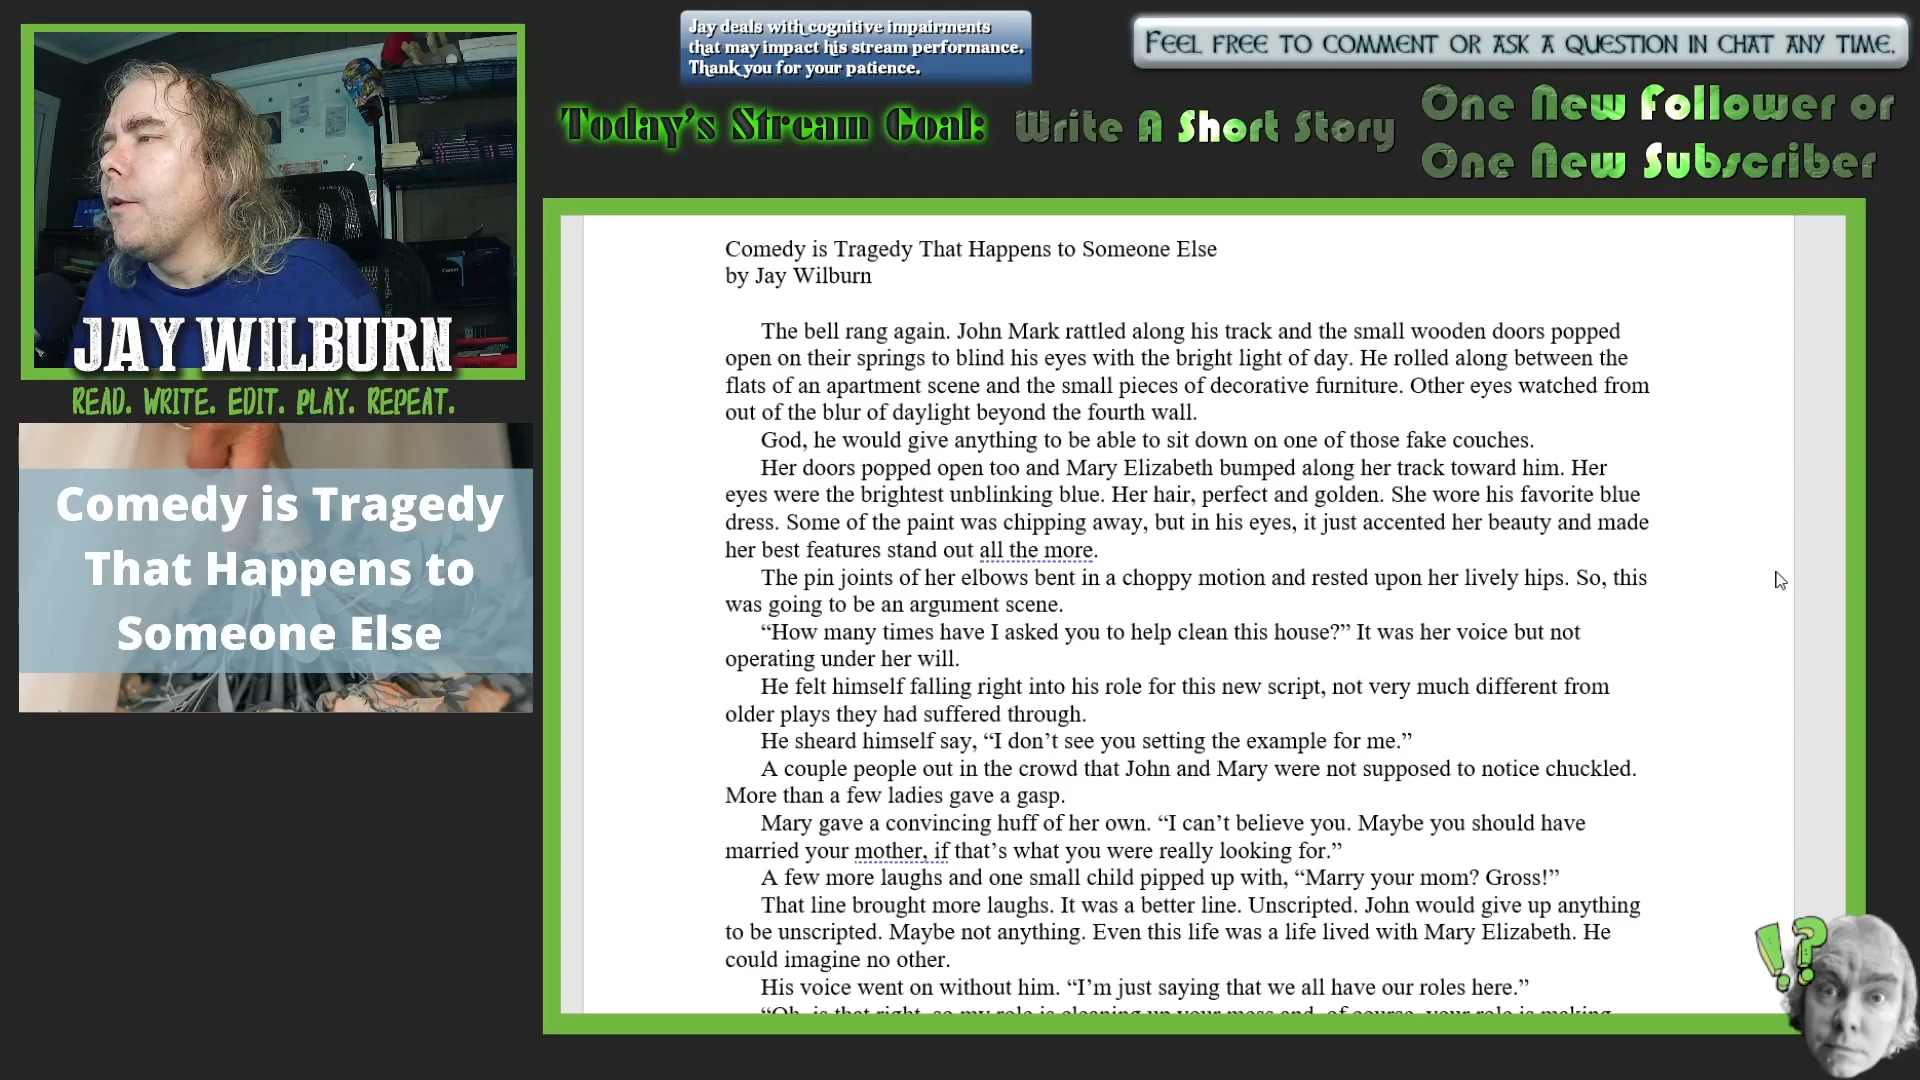 Jay deals with cognitive impairments
that may impact his stream performance.
Thank you for your patience.
Feel free to comment or ask a question in chat any time.
Today's Stream Goal:
Write A Short Story
One New Follower or
One New Subscriber
JAY WILBURN
READ. WRITE. EDIT. PLAY. REPEAT.
Comedy is Tragedy
That Happens to
Someone Else
Comedy is Tragedy That Happens to Someone Else
by Jay Wilburn
The bell rang again. John Mark rattled along his track and the small wooden doors popped
open on their springs to blind his eyes with the bright light of day. He rolled along between the
flats of an apartment scene and the small pieces of decorative furniture. Other eyes watched from
out of the blur of daylight beyond the fourth wall.
God, he would give anything to be able to sit down on one of those fake couches.
Her doors popped open too and Mary Elizabeth bumped along her track toward him. Her
eyes were the brightest unblinking blue. Her hair, perfect and golden. She wore his favorite blue
dress. Some of the paint was chipping away, but in his eyes, it just accented her beauty and made
her best features stand out all the more.
The pin joints of her elbows bent in a choppy motion and rested upon her lively hips. So, this
was going to be an argument scene.
“How many times have I asked you to help clean this house?” It was her voice but not
operating under her will.
He felt himself falling right into his role for this new script, not very much different from
older plays they had suffered through.
He sheard himself say, “I don’t see you setting the example for me.”
A couple people out in the crowd that John and Mary were not supposed to notice chuckled.
More than a few ladies gave a gasp.
Mary gave a convincing huff of her own. “I can’t believe you. Maybe you should have
married your mother, if that’s what you were really looking for.”
A few more laughs and one small child pipped up with, “Marry your mom? Gross!”
That line brought more laughs. It was a better line. Unscripted. John would give up anything
to be unscripted. Maybe not anything. Even this life was a life lived with Mary Elizabeth. He
could imagine no other.
His voice went on without him. “I’m just saying that we all have our roles here.”
“Oh, is that right, so my role is cleaning up your mess and, of course, your role is making
!?